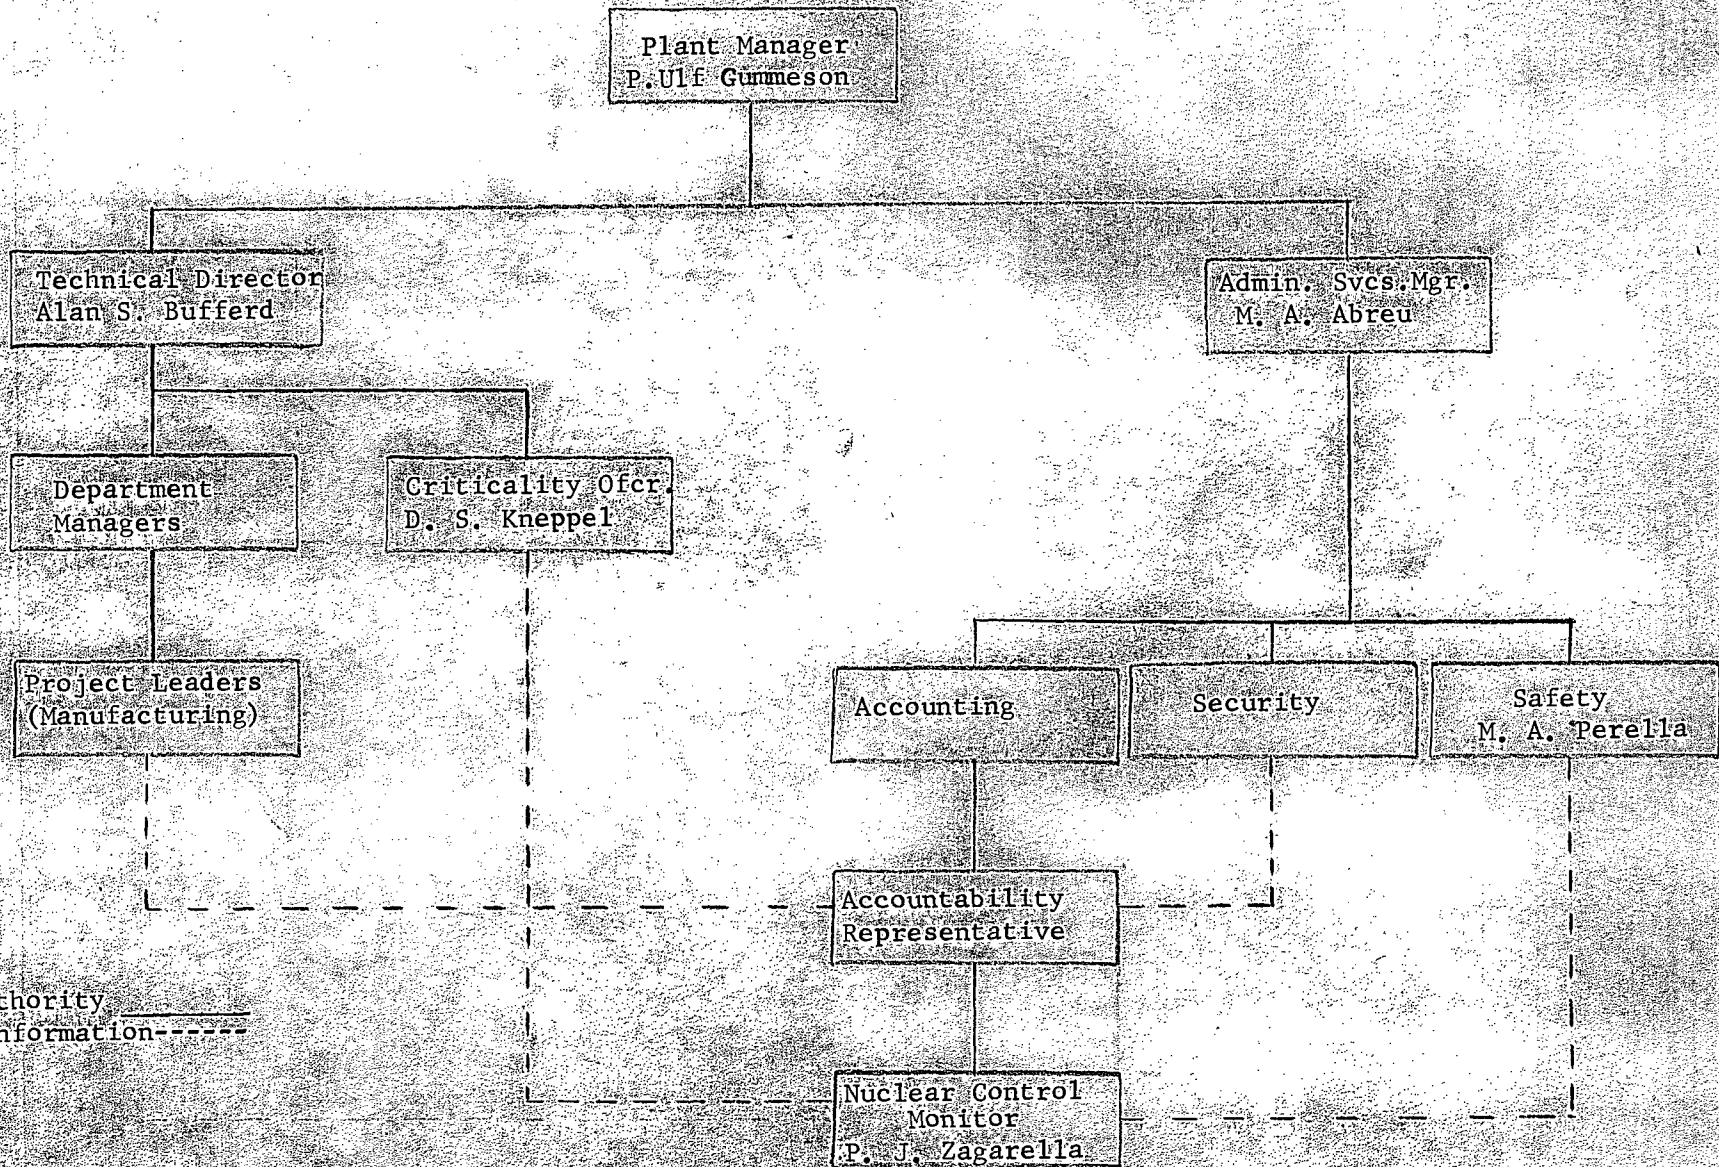 Plant Manager
P.Ulf Gummeson
Technical Director
Alan S. Bufferd
Admin. Svcs.Mgr.
M. A. Abreu
Department
Managers
Criticality Ofcr.
D. S. Kneppel
Project Leaders
(Manufacturing)
Accounting
Security
Safety
M. A. Perella
Accountability
Representative
thority
nformation
Nuclear Control
Monitor
P. J. Zagarella